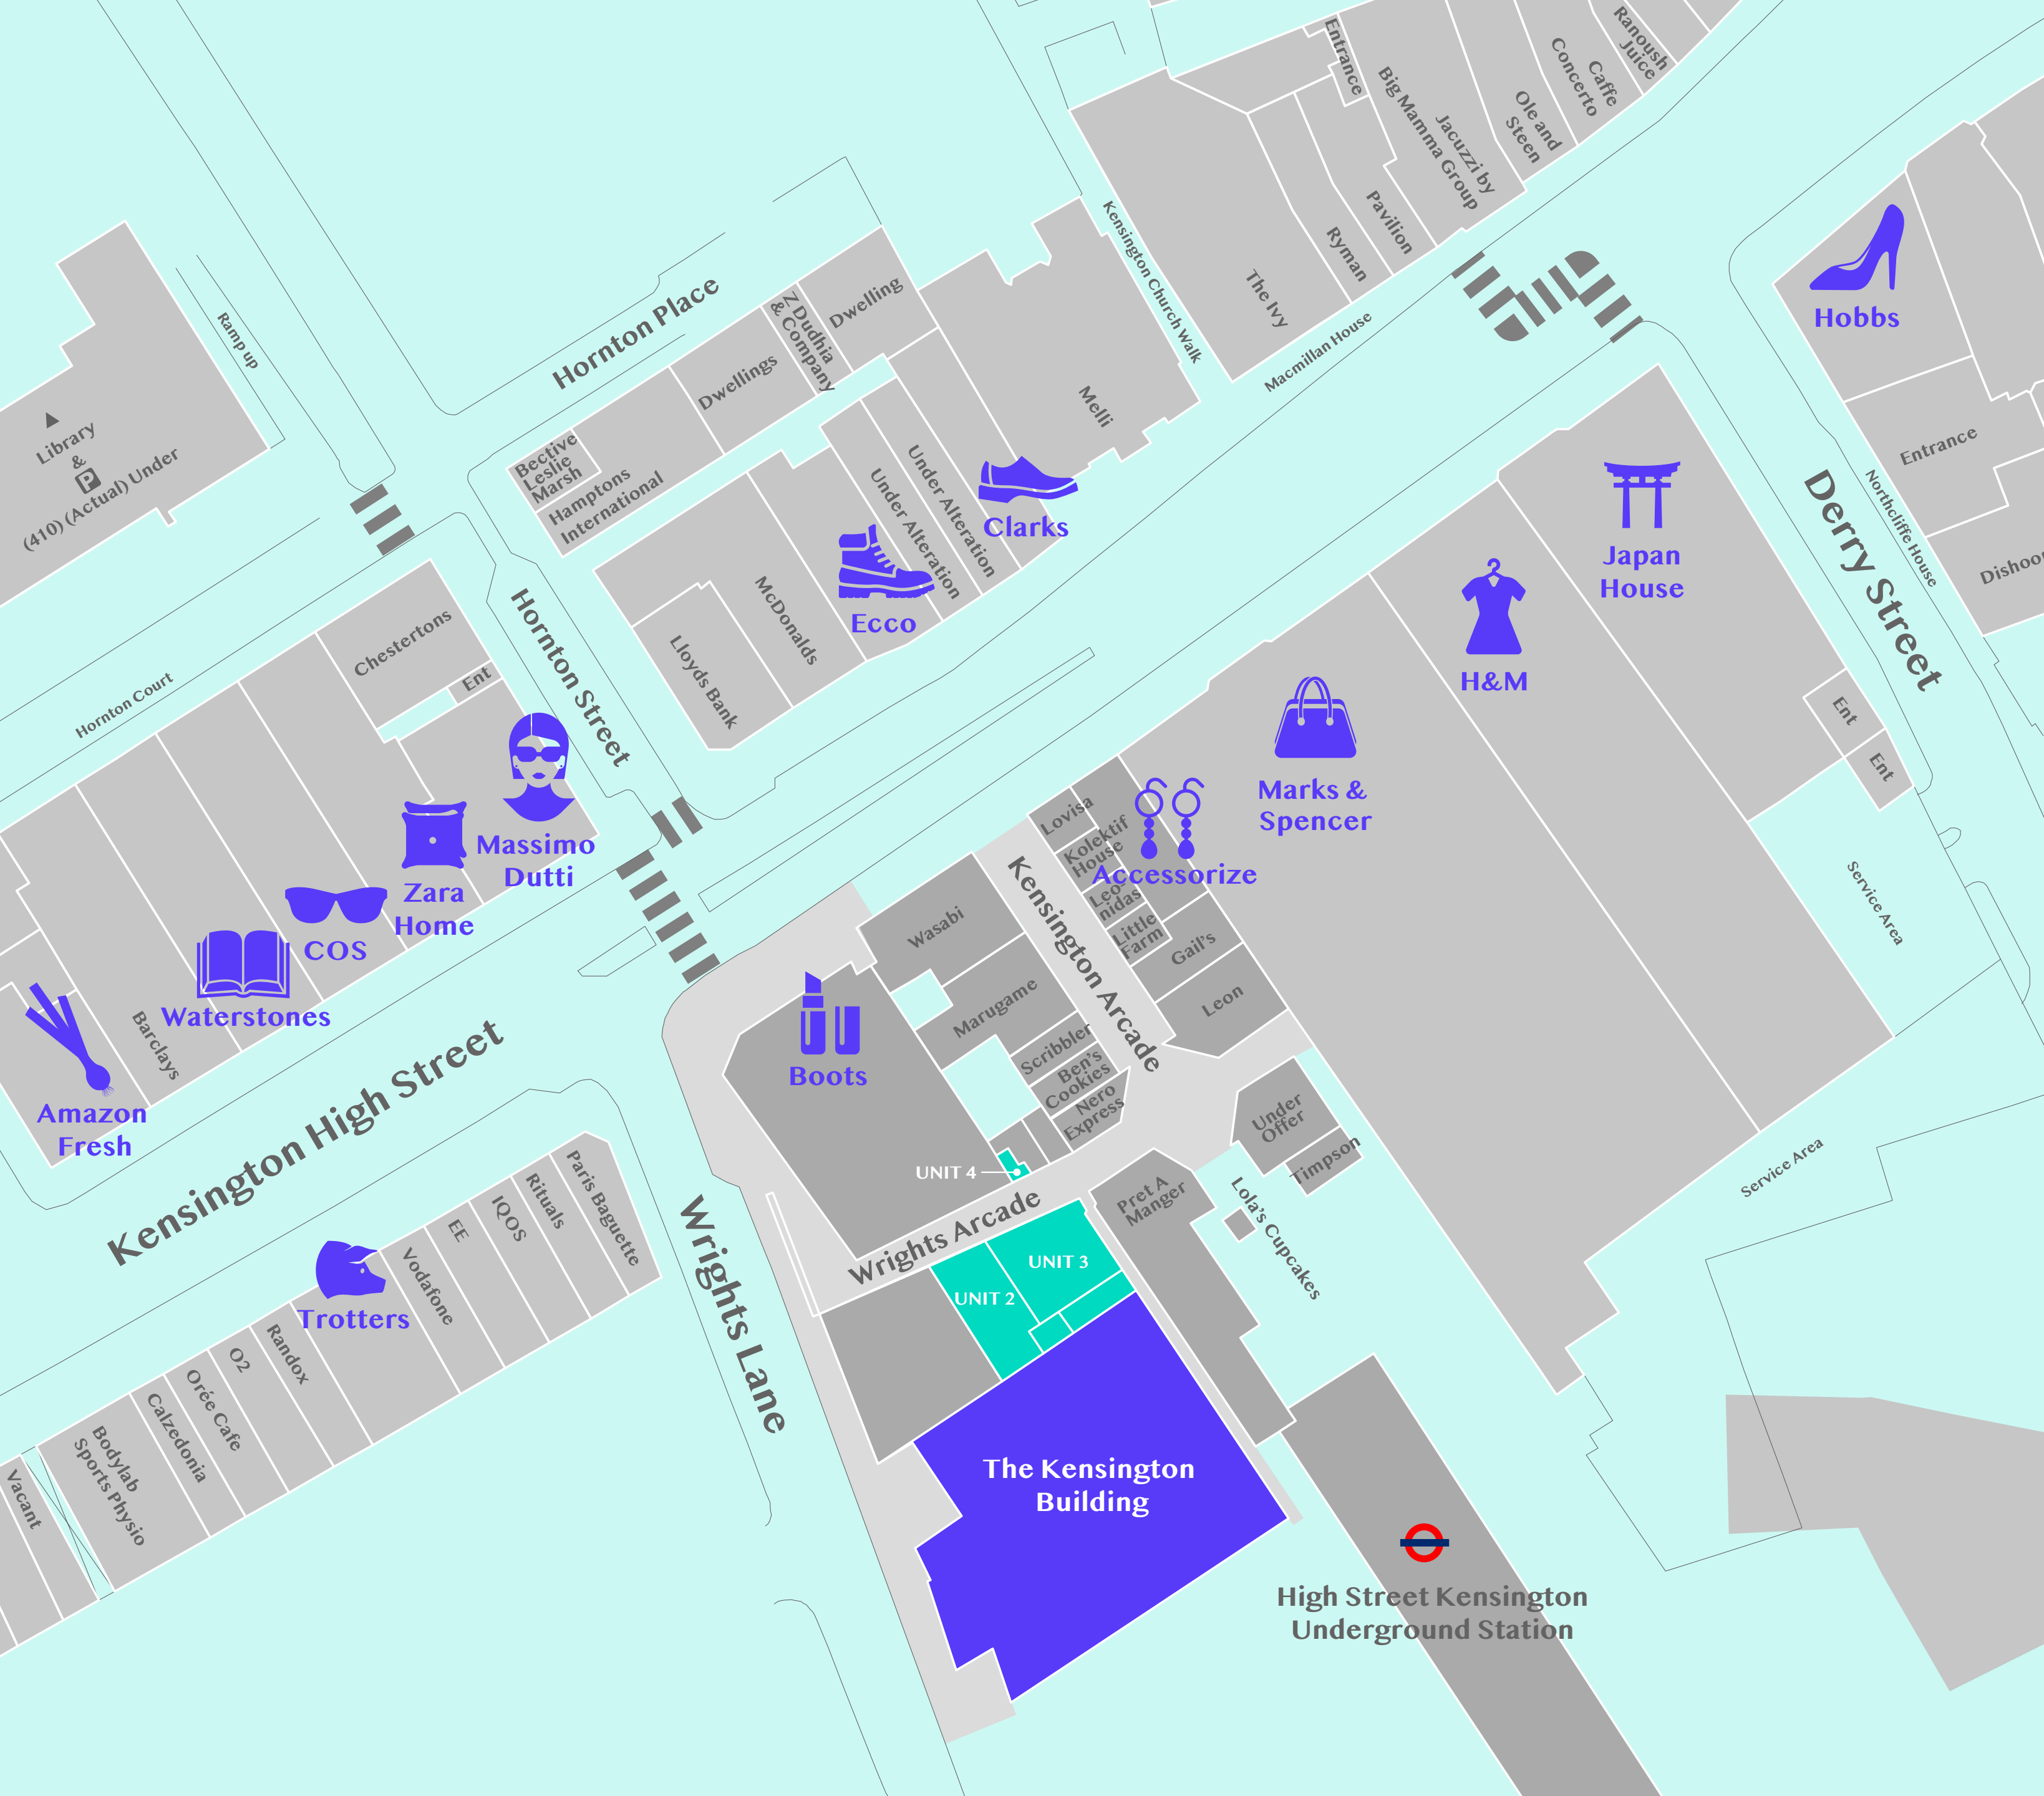 Entrance
Big Mamma Group
Jacuzzi by
Ole and
Steen
Caffe
Concerto
Ranoush
Juice
Pavilion
Ryman
The Ivy
Macmillan House
Kensington Church Walk
Hobbs
Entrance
Northcliffe House
Derry Street
Ramp up
Library
&
P
(410) (Actual) Under
Hornton Place
Dwelling
Z Dudhia
& Company
Dwellings
Bective
Leslie
Marsh
Hamptons
International
Melli
Clarks
Under Alteration
Under Alteration
Ecco
McDonalds
Lloyds Bank
Hornton Street
Chestertons
Ent
Hornton Court
Massimo
Dutti
Zara
Home
COS
Waterstones
Barclays
Amazon
Fresh
Kensington High Street
Japan
House
H&M
Marks &
Spencer
Ent
Ent
Service Area
Service Area
Lovisa
Kolektif
House
Accessorize
Little
Farm
Gail's
Leon
Kensington Arcade
Wasabi
Marugame
Scribbler
Ben's
Cookies
Nero
Express
Boots
UNIT 4
Wrights Arcade
Under
Offer
Timpson
Pret A
Manger
Lola's Cupcakes
UNIT 3
UNIT 2
Wrights Lane
Paris Baguette
Rituals
IQOS
EE
Vodafone
Trotters
Randox
O2
Orée Cafe
Calzedonia
Bodylab
Sports Physio
Vacant
The Kensington
Building
High Street Kensington
Underground Station